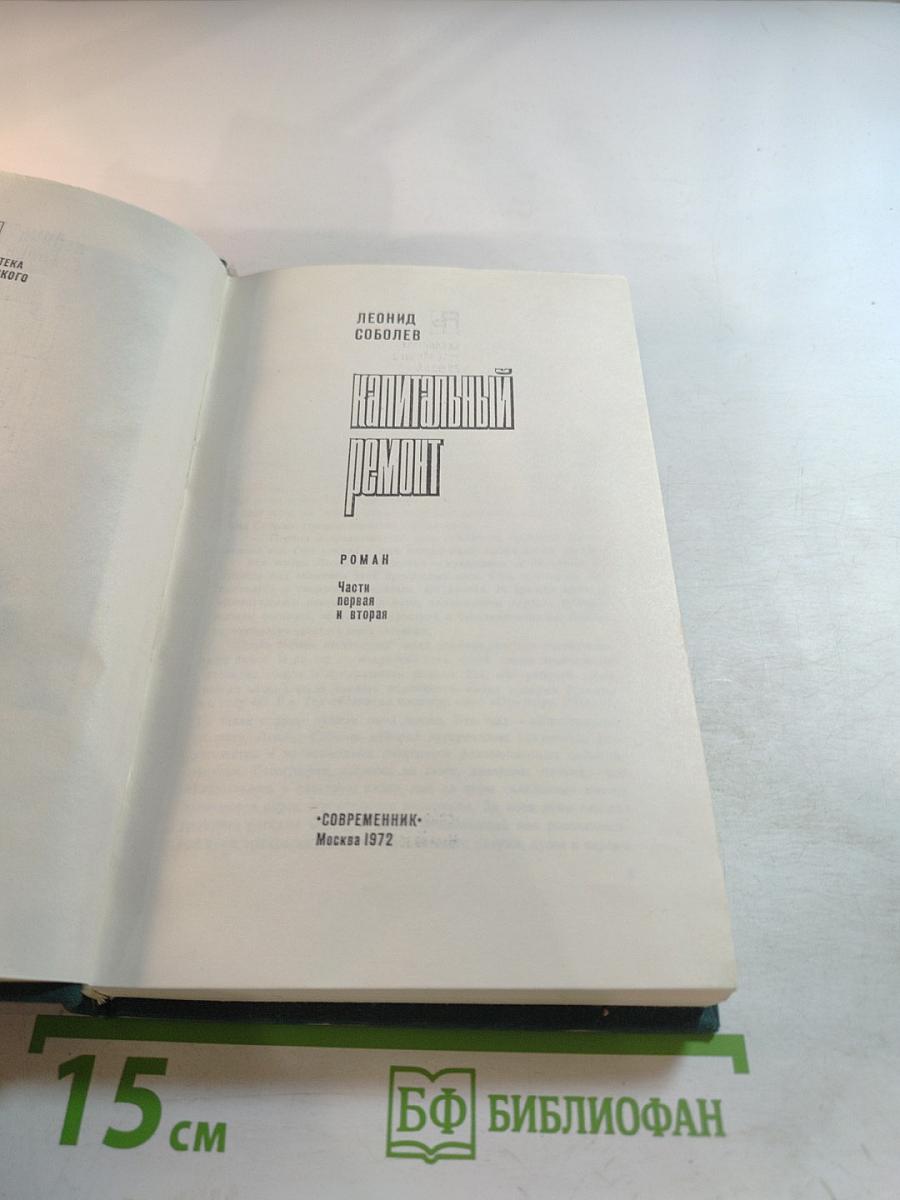 ТЕКА
КОГО
ЛЕОНИД
СОБОЛЕВ
капитальный
ремонт
РОМАН
Части
первая
и вторая
«СОВРЕМЕННИК»
Москва 1972
15 см
БФ БИБЛИОФАН